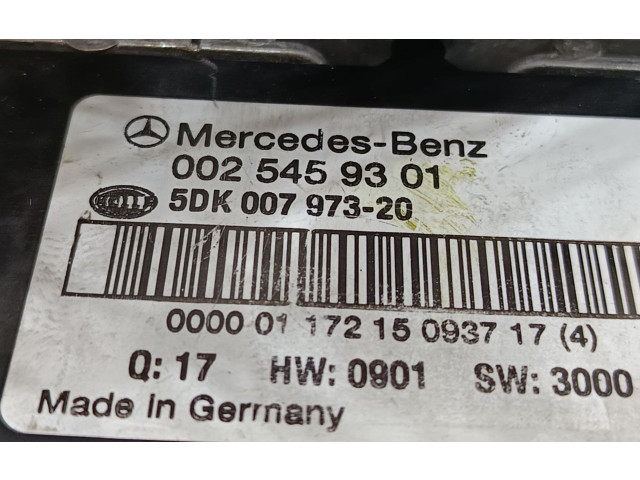 Mercedes-Benz
002 545 93 01
HELLA 5DK 007 973-20
0000 01 172 15 0937 17 (4)
Q: 17 HW: 0901 SW: 3000
Made in Germany